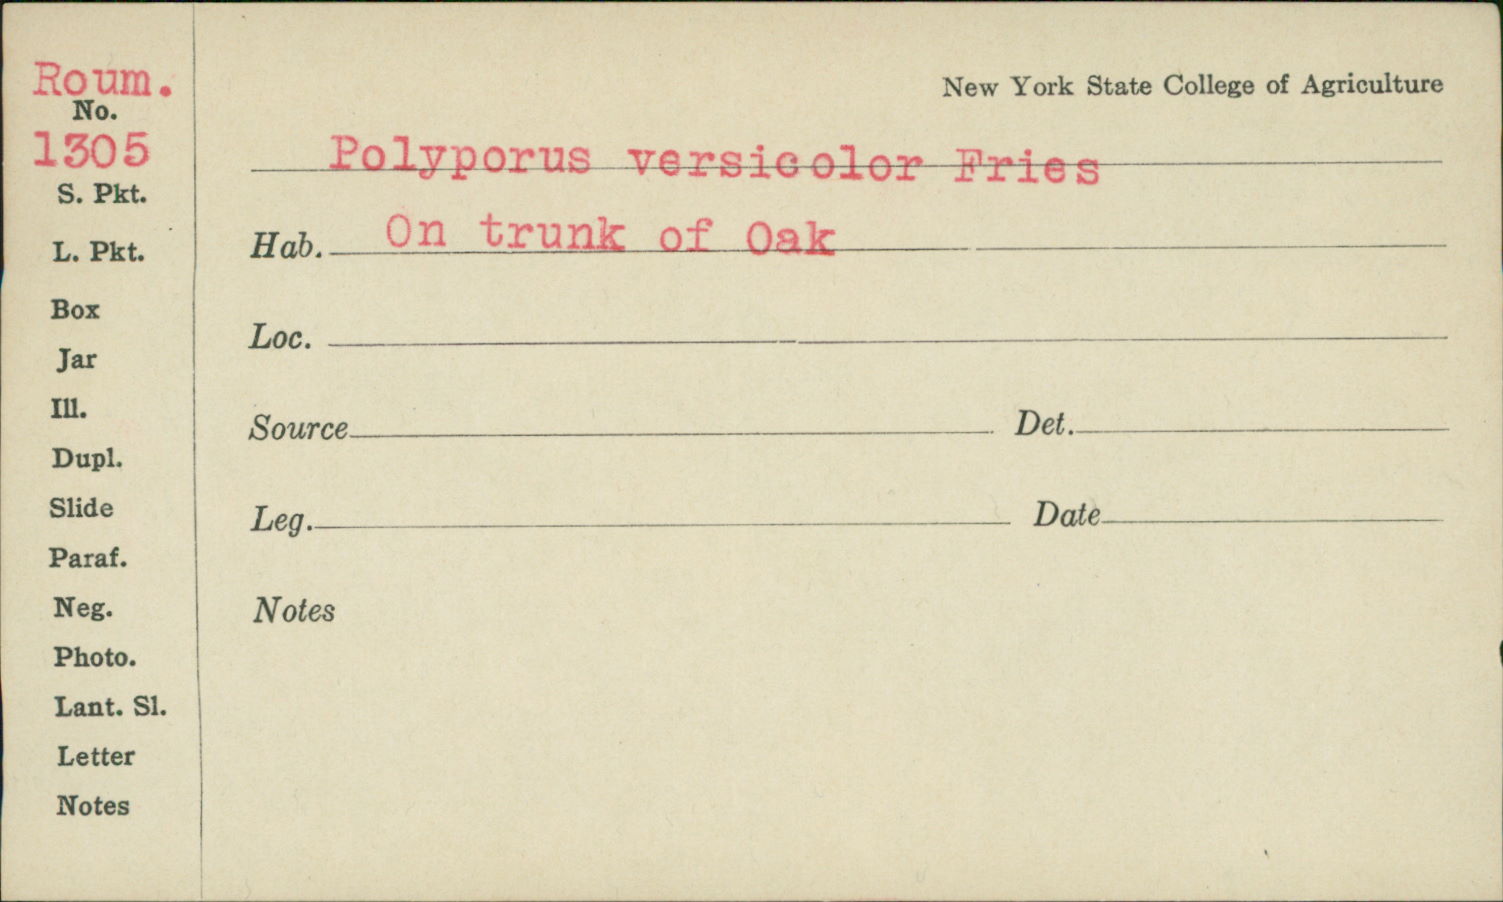 Roum.
No.
1305
S. Pkt.
L. Pkt.
Box
Jar
Ill.
Dupl.
Slide
Paraf.
Neg.
Photo.
Lant. Sl.
Letter
Notes
New York State College of Agriculture
Polyporus versicolor Fries
Hab. On trunk of Oak
Loc.
Source Det.
Leg. Date
Notes